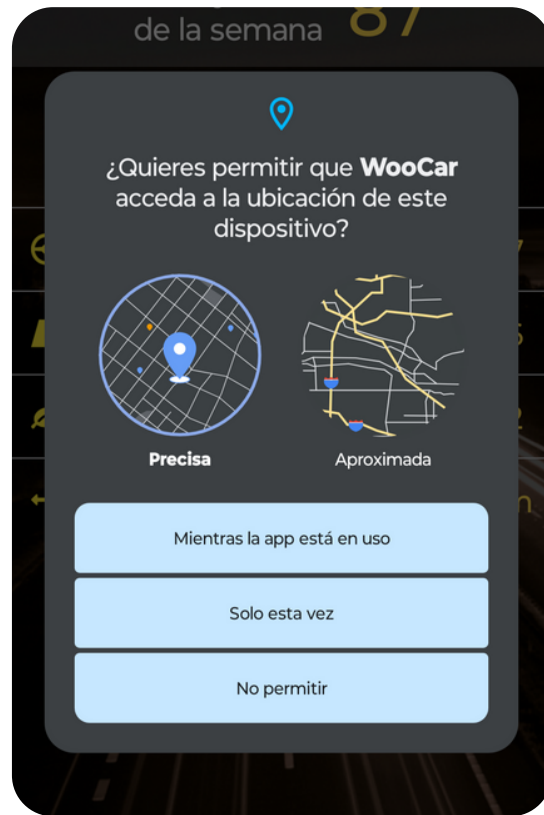 de la semana 87
¿Quieres permitir que WooCar
acceda a la ubicación de este
dispositivo?
Precisa
Aproximada
Mientras la app está en uso
Solo esta vez
No permitir